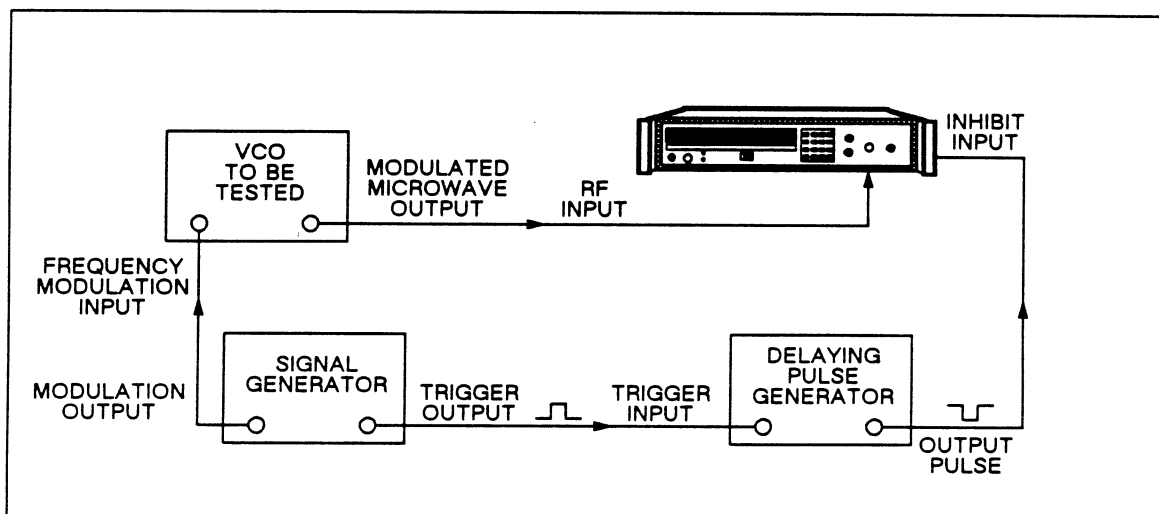 VCO
TO BE
TESTED
MODULATED
MICROWAVE
OUTPUT
RF
INPUT
INHIBIT
INPUT
FREQUENCY
MODULATION
INPUT
MODULATION
OUTPUT
SIGNAL
GENERATOR
TRIGGER
OUTPUT
TRIGGER
INPUT
DELAYING
PULSE
GENERATOR
OUTPUT
PULSE